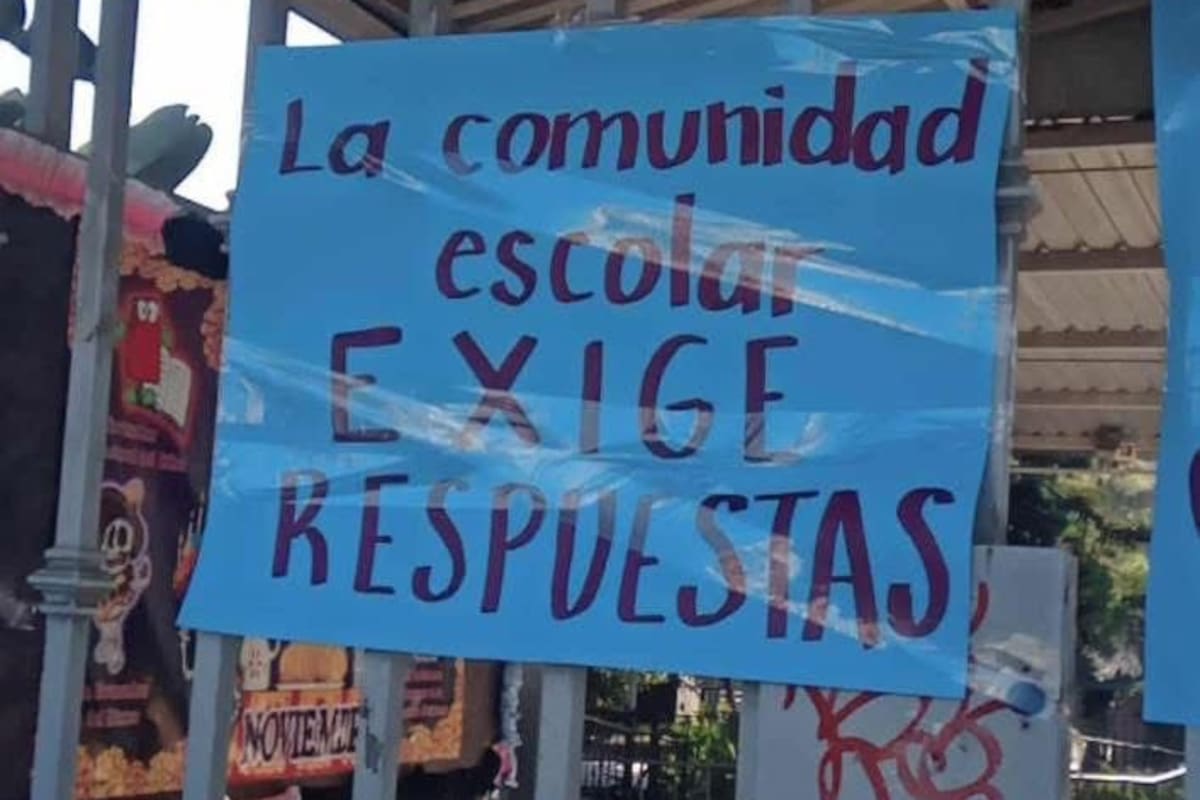 La comunidad
escolar
EXIGE
RESPUESTAS
NOVIEMBRE